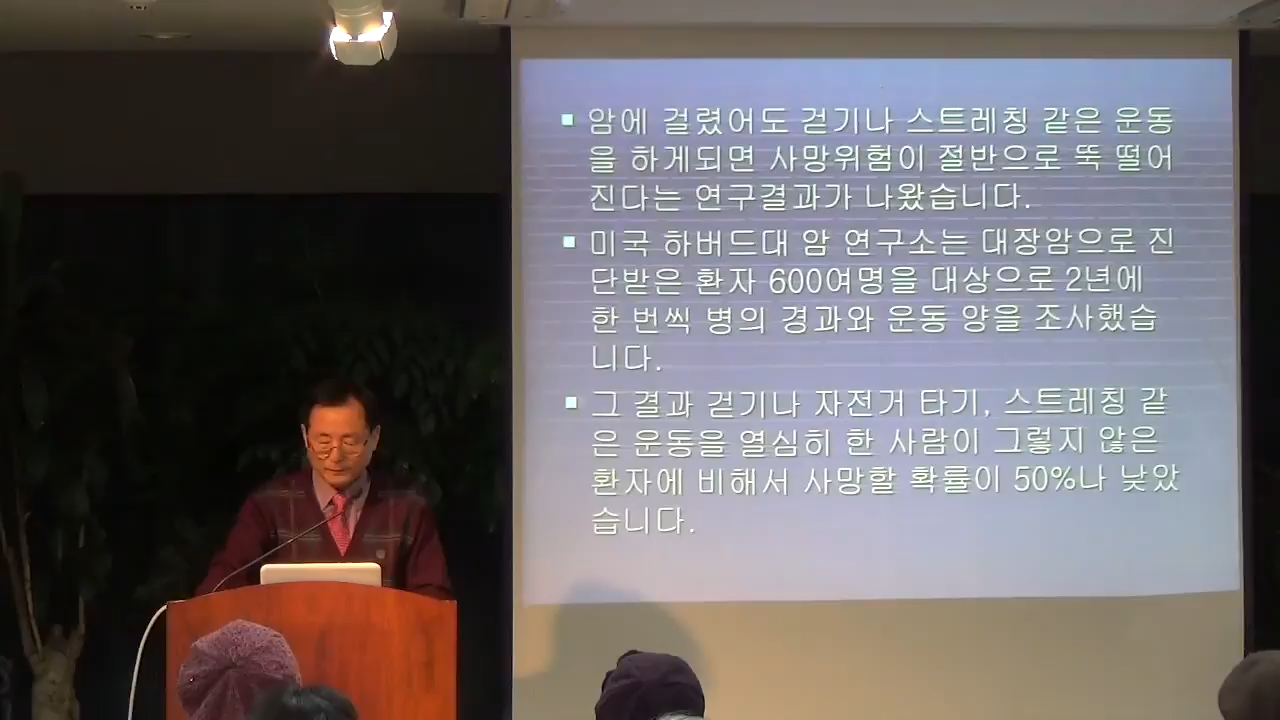 ▪ 암에 걸렸어도 걷기나 스트레칭 같은 운동
을 하게되면 사망위험이 절반으로 뚝 떨어
진다는 연구결과가 나왔습니다.
▪ 미국 하버드대 암 연구소는 대장암으로 진
단받은 환자 600여명을 대상으로 2년에
한 번씩 병의 경과와 운동 양을 조사했습
니다.
▪ 그 결과 걷기나 자전거 타기, 스트레칭 같
은 운동을 열심히 한 사람이 그렇지 않은
환자에 비해서 사망할 확률이 50%나 낮았
습니다.